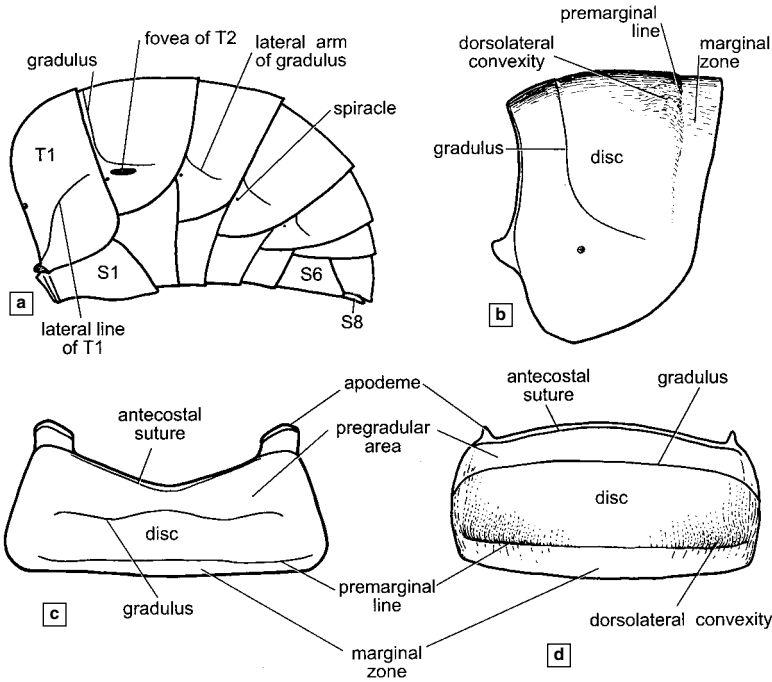 fovea of T2
gradulus
lateral arm
of gradulus
spiracle
T1
S1
S6
S8
a
lateral line
of T1
premarginal
line
dorsolateral
convexity
marginal
zone
gradulus
disc
b
apodeme
antecostal
suture
pregradular
area
disc
gradulus
premarginal
line
c
marginal
zone
antecostal
suture
gradulus
disc
dorsolateral convexity
d